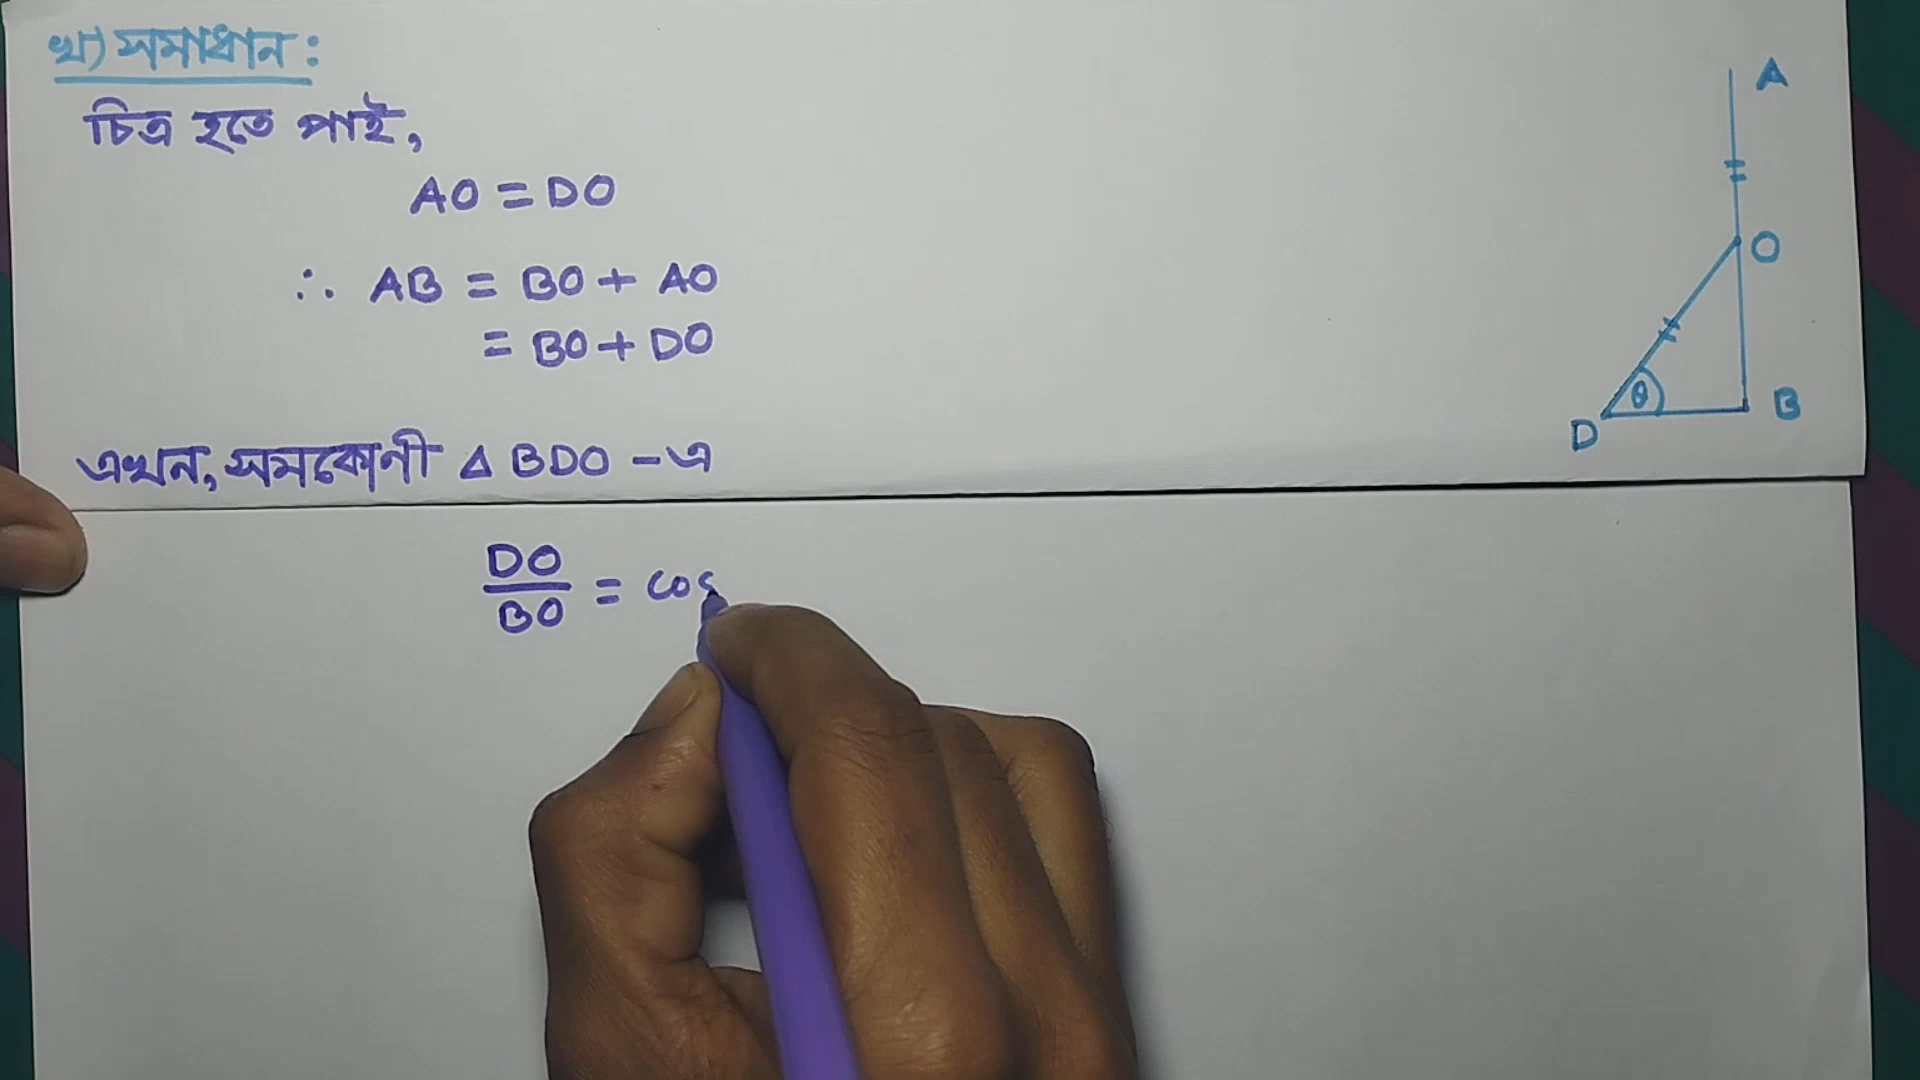 খ) সমাধান:
চিত্র হতে পাই,
AO = DO
∴ AB = BO + AO
= BO + DO
এখন, সমকোণী Δ BDO - এ
DO
BO
= cos
A
O
θ
D
B